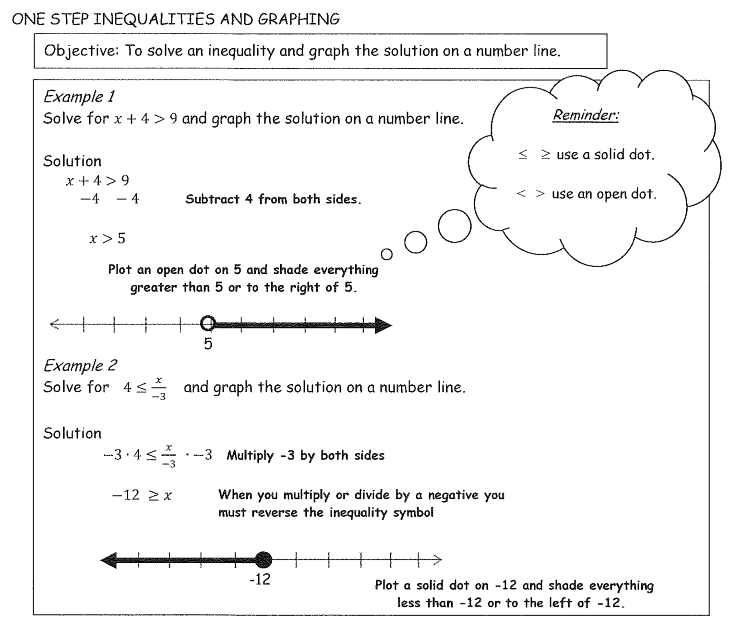 ONE STEP INEQUALITIES AND GRAPHING
Objective: To solve an inequality and graph the solution on a number line.
Example 1
Solve for x + 4 > 9 and graph the solution on a number line.
Reminder:
≤ ≥ use a solid dot.
< > use an open dot.
Solution
x + 4 > 9
−4 − 4 Subtract 4 from both sides.
x > 5
Plot an open dot on 5 and shade everything
greater than 5 or to the right of 5.
5
Example 2
Solve for 4 ≤ x/−3 and graph the solution on a number line.
Solution
−3 · 4 ≤ x/−3 · −3 Multiply -3 by both sides
−12 ≥ x When you multiply or divide by a negative you
must reverse the inequality symbol
-12
Plot a solid dot on -12 and shade everything
less than -12 or to the left of -12.